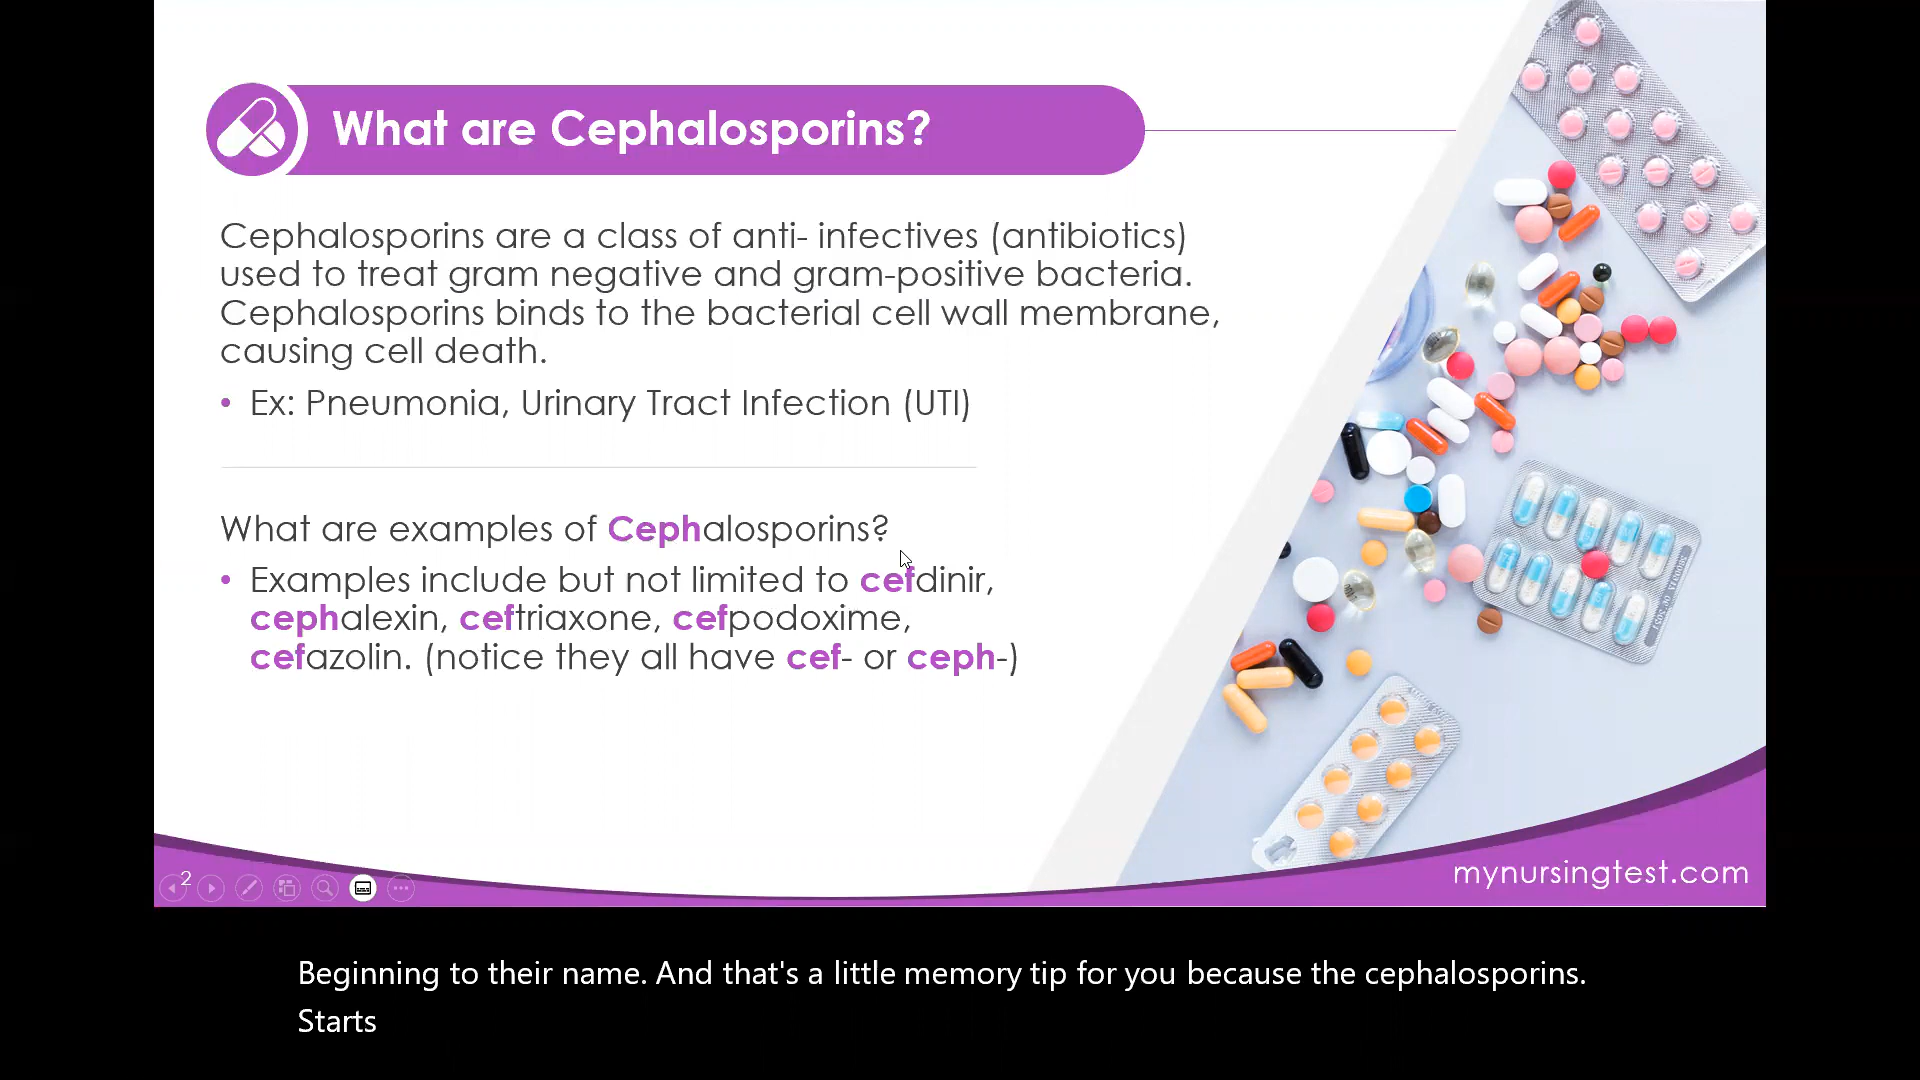 What are Cephalosporins?
Cephalosporins are a class of anti- infectives (antibiotics)
used to treat gram negative and gram-positive bacteria.
Cephalosporins binds to the bacterial cell wall membrane,
causing cell death.
• Ex: Pneumonia, Urinary Tract Infection (UTI)
What are examples of Cephalosporins?
• Examples include but not limited to cefdinir,
cephalexin, ceftriaxone, cefpodoxime,
cefazolin. (notice they all have cef- or ceph-)
2
mynursingtest.com
Beginning to their name. And that's a little memory tip for you because the cephalosporins.
Starts